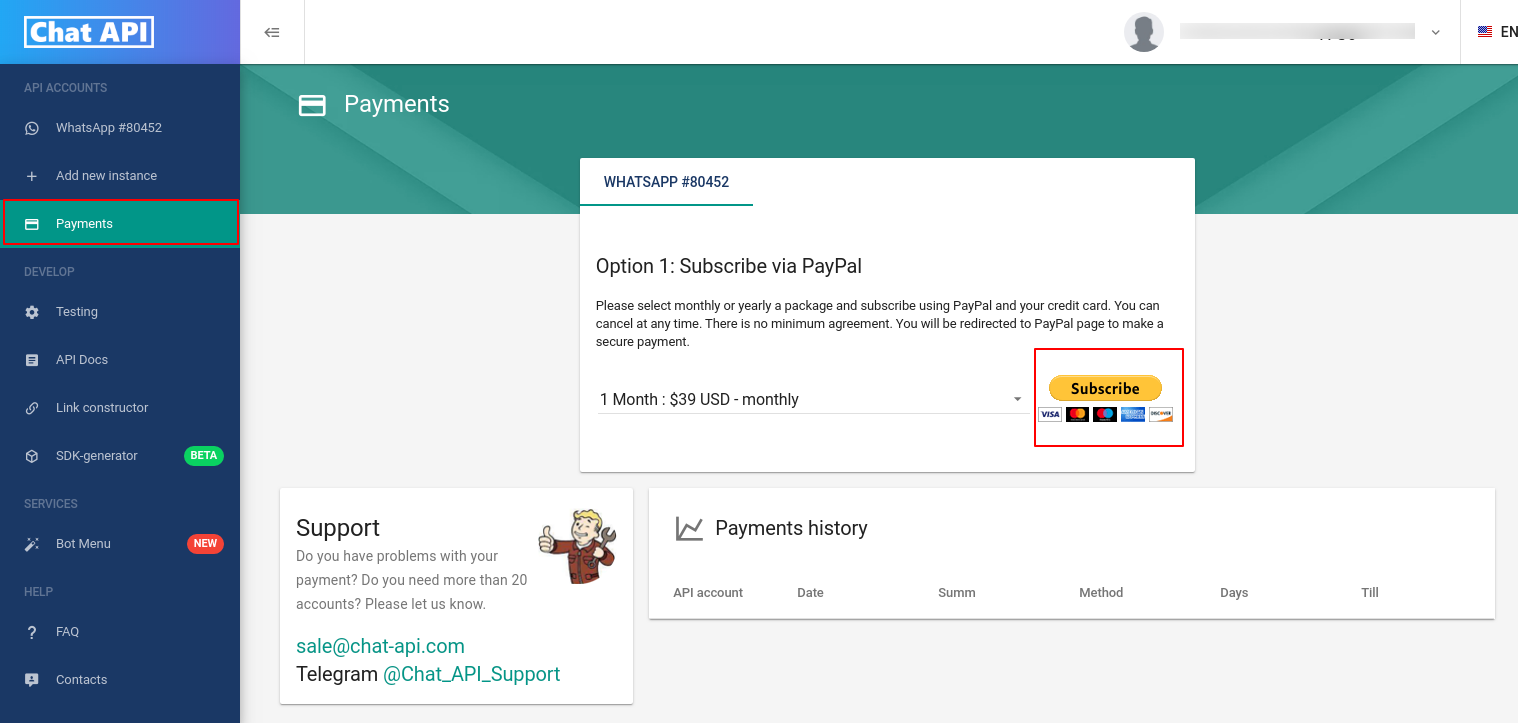 Chat API
EN
API ACCOUNTS
WhatsApp #80452
Add new instance
Payments
DEVELOP
Testing
API Docs
Link constructor
SDK-generator BETA
SERVICES
Bot Menu NEW
HELP
FAQ
Contacts
Payments
WHATSAPP #80452
Option 1: Subscribe via PayPal
Please select monthly or yearly a package and subscribe using PayPal and your credit card. You can
cancel at any time. There is no minimum agreement. You will be redirected to PayPal page to make a
secure payment.
1 Month : $39 USD - monthly
Subscribe
VISA
DISCOVER
Support
Do you have problems with your
payment? Do you need more than 20
accounts? Please let us know.
sale@chat-api.com
Telegram @Chat_API_Support
Payments history
API account Date Summ Method Days Till